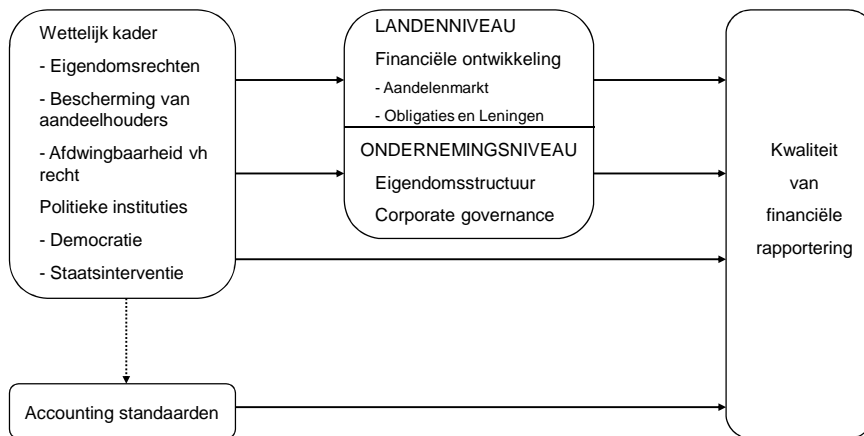 Wettelijk kader
- Eigendomsrechten
- Bescherming van
aandeelhouders
- Afdwingbaarheid vh
recht
Politieke instituties
- Democratie
- Staatsinterventie
LANDENNIVEAU
Financiële ontwikkeling
- Aandelenmarkt
- Obligaties en Leningen
ONDERNEMINGSNIVEAU
Eigendomsstructuur
Corporate governance
Kwaliteit
van
financiële
rapportering
Accounting standaarden